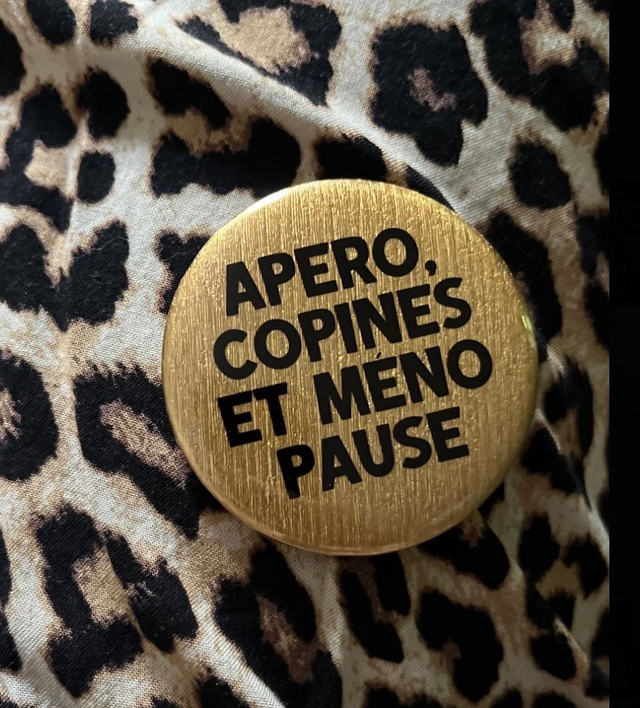 APERO,
COPINES
ET MÉNO
PAUSE